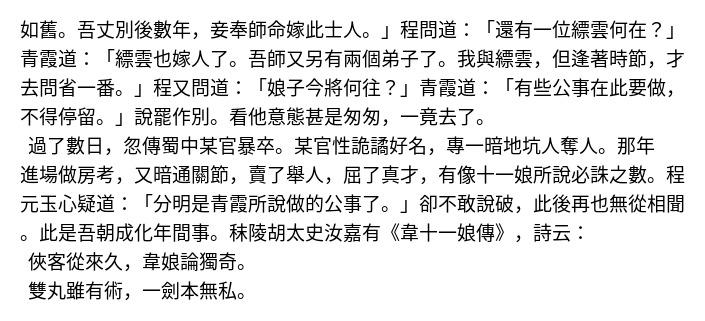 如舊。吾丈別後數年，妾奉師命嫁此士人。」程問道：「還有一位縹雲何在？」
青霞道：「縹雲也嫁人了。吾師又另有兩個弟子了。我與縹雲，但逢著時節，才
去問省一番。」程又問道：「娘子今將何往？」青霞道：「有些公事在此要做，
不得停留。」說罷作別。看他意態甚是匆匆，一竟去了。
過了數日，忽傳蜀中某官暴卒。某官性詭譎好名，專一暗地坑人奪人。那年
進場做房考，又暗通關節，賣了舉人，屈了真才，有像十一娘所說必誅之數。程
元玉心疑道：「分明是青霞所說做的公事了。」卻不敢說破，此後再也無從相聞
。此是吾朝成化年間事。秣陵胡太史汝嘉有《韋十一娘傳》，詩云：
俠客從來久，韋娘論獨奇。
雙丸雖有術，一劍本無私。